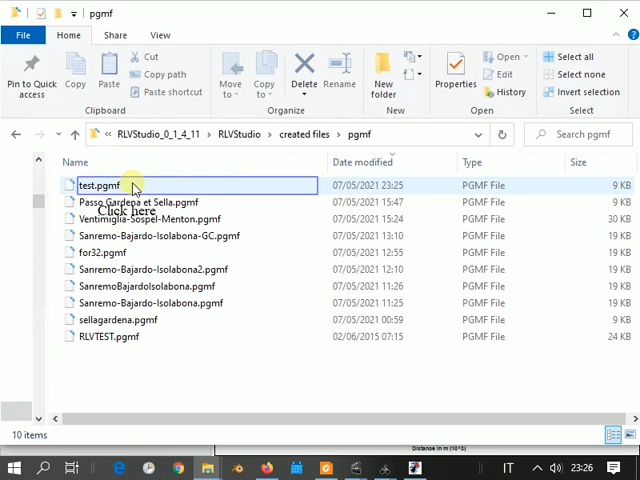 pgmf
File Home Share View
Pin to Quick access
Copy
Paste
Cut
Copy path
Paste shortcut
Move to
Copy to
Delete
Rename
New folder
Properties
Open
Edit
History
Select all
Select none
Invert selection
Clipboard Organize New Open Select
« RLVStudio_0_1_4_11 › RLVStudio › created files › pgmf
Search pgmf
Name Date modified Type Size
test.pgmf 07/05/2021 23:25 PGMF File 9 KB
Passo Gardena et Sella.pgmf 07/05/2021 15:47 PGMF File 9 KB
Click here
Ventimiglia-Sospel-Menton.pgmf 07/05/2021 15:24 PGMF File 30 KB
Sanremo-Bajardo-Isolabona-GC.pgmf 07/05/2021 13:10 PGMF File 19 KB
for32.pgmf 07/05/2021 12:55 PGMF File 19 KB
Sanremo-Bajardo-Isolabona2.pgmf 07/05/2021 12:10 PGMF File 19 KB
SanremoBajardoIsolabona.pgmf 07/05/2021 11:26 PGMF File 19 KB
Sanremo-Bajardo-Isolabona.pgmf 07/05/2021 11:25 PGMF File 19 KB
sellagardena.pgmf 07/05/2021 00:59 PGMF File 9 KB
RLVTEST.pgmf 02/06/2015 07:15 PGMF File 24 KB
10 items
Distance in m (10^5)
IT 23:26